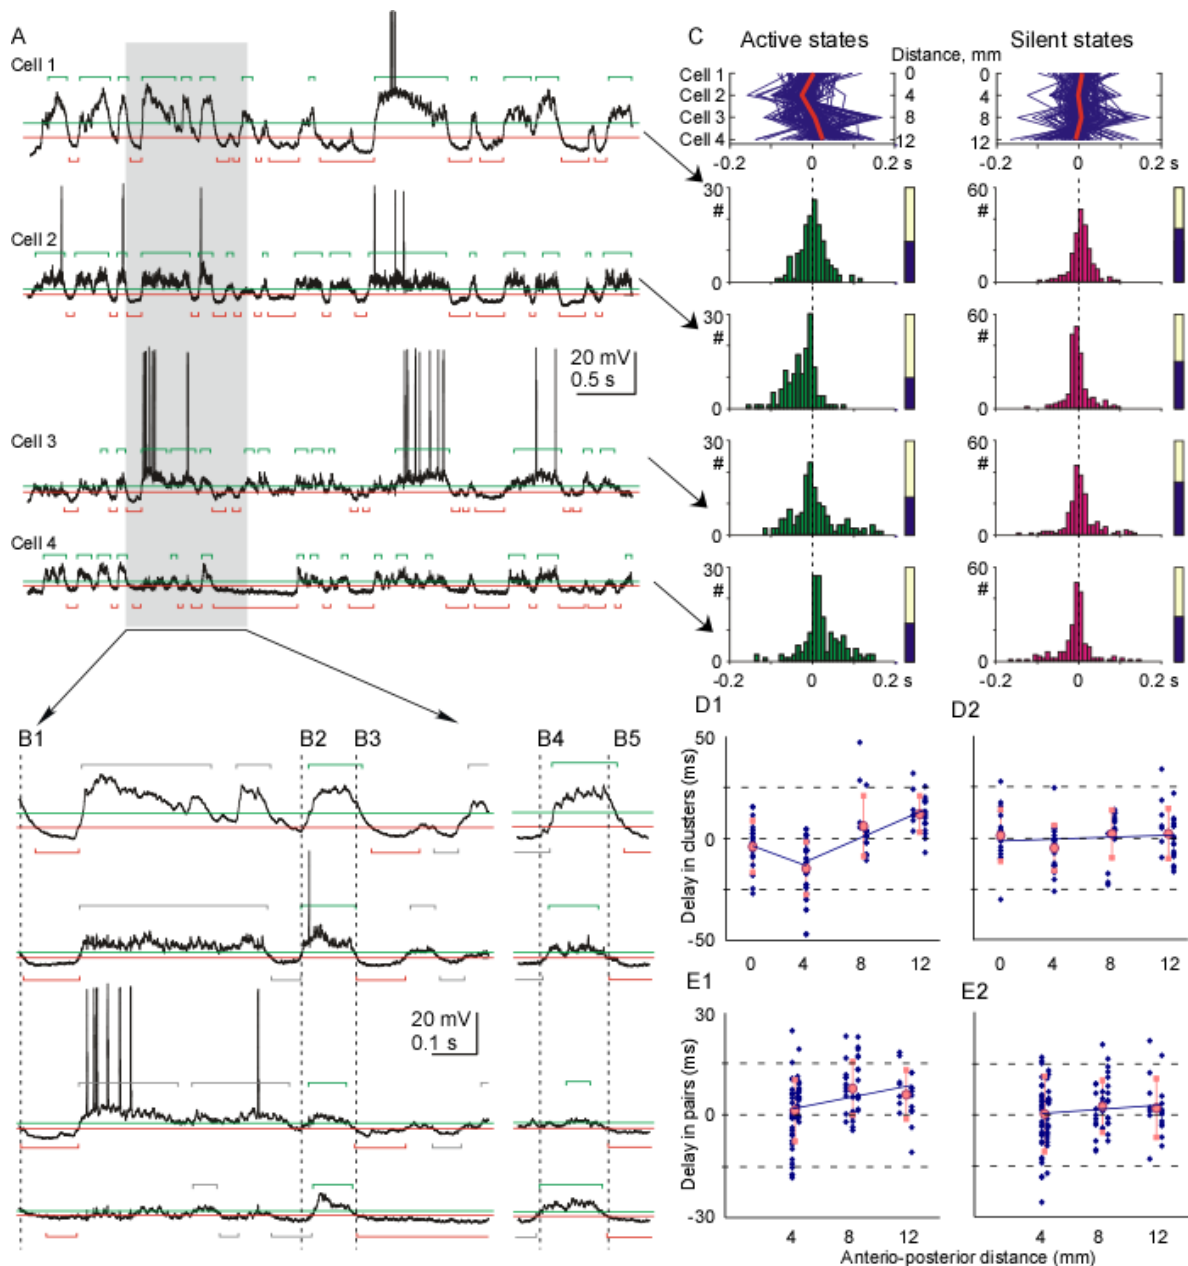 A
Cell 1
Cell 2
20 mV
0.5 s
Cell 3
Cell 4
C
Active states
Silent states
Distance, mm
Cell 1
Cell 2
Cell 3
Cell 4
0
4
8
12
0
4
8
12
-0.2
0
0.2 s
-0.2
0
0.2 s
30
#
0
60
#
0
30
#
0
60
#
0
30
#
0
60
#
0
30
#
0
60
#
0
-0.2
0
0.2 s
-0.2
0
0.2 s
B1
B2
B3
B4
B5
20 mV
0.1 s
D1
D2
Delay in clusters (ms)
50
0
-50
0
4
8
12
0
4
8
12
E1
E2
Delay in pairs (ms)
30
0
-30
4
8
12
4
8
12
Anterio-posterior distance (mm)